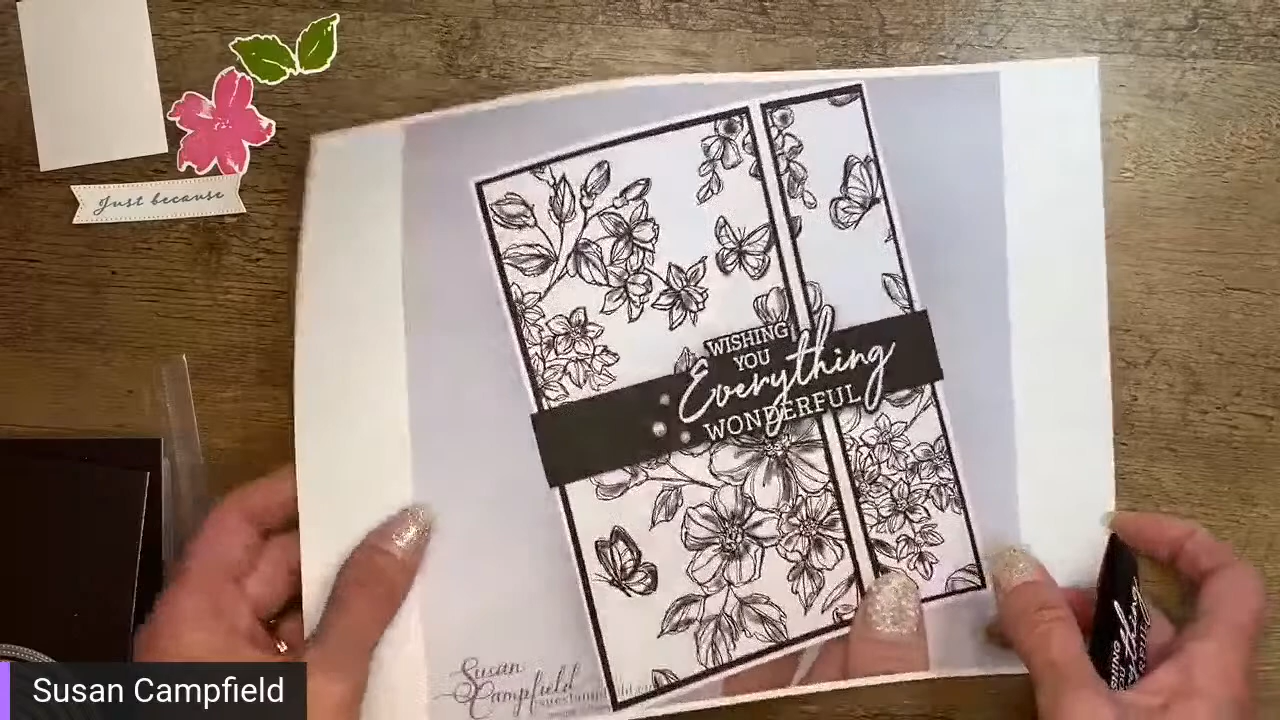 Just because
WISHING
YOU
Everything
WONDERFUL
Susan
Campfield
Susan Campfield